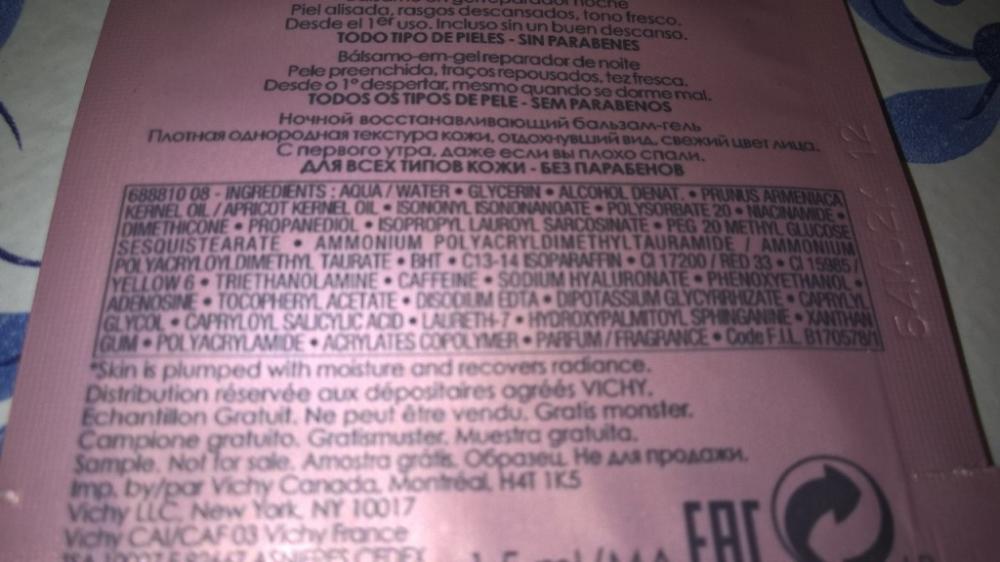 noche
Piel alisada, rasgos descansados, tono fresco.
Desde el 1er uso. Incluso sin un buen descanso.
TODO TIPO DE PIELES - SIN PARABENES
Bálsamo-em-gel reparador de noite
Pele preenchida, traços repousados, tez fresca.
Desde o 1º despertar, mesmo quando se dorme mal.
TODOS OS TIPOS DE PELE - SEM PARABENOS
Ночной восстанавливающий бальзам-гель
Плотная однородная текстура кожи, отдохнувший вид, свежий цвет лица.
С первого утра, даже если вы плохо спали.
ДЛЯ ВСЕХ ТИПОВ КОЖИ - БЕЗ ПАРАБЕНОВ
688810 08 - INGREDIENTS : AQUA / WATER • GLYCERIN • ALCOHOL DENAT. • PRUNUS ARMENIACA
KERNEL OIL / APRICOT KERNEL OIL • ISONONYL ISONONANOATE • POLYSORBATE 20 • NIACINAMIDE •
DIMETHICONE • PROPANEDIOL • ISOPROPYL LAUROYL SARCOSINATE • PEG 20 METHYL GLUCOSE
SESQUISTEARATE • AMMONIUM POLYACRYLDIMETHYLTAURAMIDE / AMMONIUM
POLYACRYLOYLDIMETHYL TAURATE • BHT • C13-14 ISOPARAFFIN • CI 17200 / RED 33 • CI 15985 /
YELLOW 6 • TRIETHANOLAMINE • CAFFEINE • SODIUM HYALURONATE • PHENOXYETHANOL •
ADENOSINE • TOCOPHERYL ACETATE • DISODIUM EDTA • DIPOTASSIUM GLYCYRRHIZATE • CAPRYLYL
GLYCOL • CAPRYLOYL SALICYLIC ACID • LAURETH-7 • HYDROXYPALMITOYL SPHINGANINE • XANTHAN
GUM • POLYACRYLAMIDE • ACRYLATES COPOLYMER • PARFUM / FRAGRANCE • Code F.I.L. B170578/1
*Skin is plumped with moisture and recovers radiance.
Distribution réservée aux dépositaires agréés VICHY.
Echantillon Gratuit. Ne peut être vendu. Gratis monster.
Campione gratuito. Gratismuster. Muestra gratuita.
Sample. Not for sale. Amostra grátis. Образец. Не для продажи.
Imp. by/par Vichy Canada, Montréal, H4T 1K5
Vichy LLC. New York, NY 10017
Vichy CAI/CAF 03 Vichy France
EAC